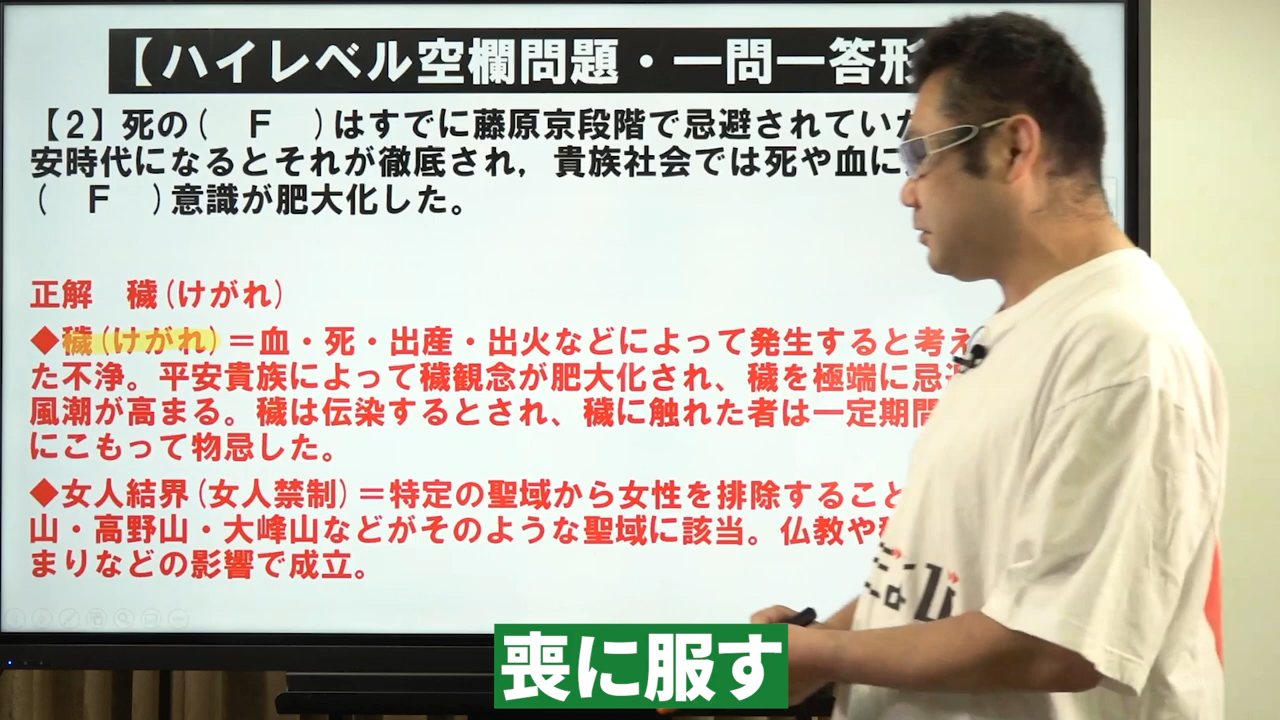 【ハイレベル空欄問題・一問一答形
【2】死の(　F　)はすでに藤原京段階で忌避されていた
安時代になるとそれが徹底され，貴族社会では死や血に
(　F　)意識が肥大化した。
正解　穢(けがれ)
◆穢(けがれ)＝血・死・出産・出火などによって発生すると考え
た不浄。平安貴族によって穢観念が肥大化され、穢を極端に忌避
風潮が高まる。穢は伝染するとされ、穢に触れた者は一定期間
にこもって物忌した。
◆女人結界(女人禁制)＝特定の聖域から女性を排除すること
山・高野山・大峰山などがそのような聖域に該当。仏教や
まりなどの影響で成立。
喪に服す